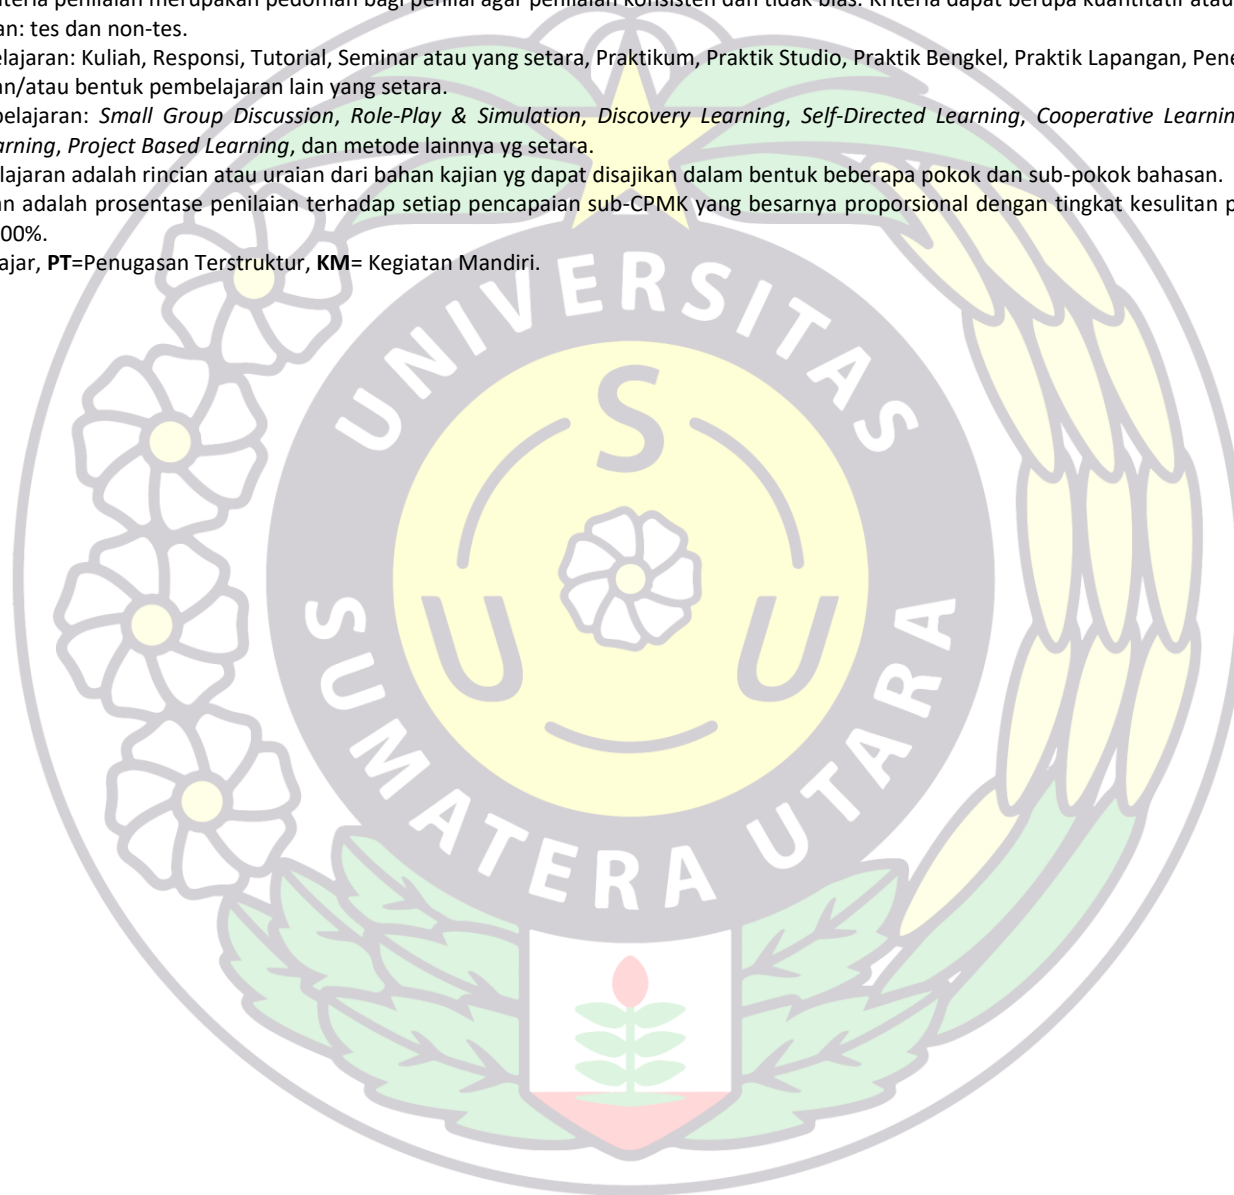 iteria penilaian merupakan pedoman bagi penilai agar penilaian konsisten dan tidak bias. Kriteria dapat berupa kuantitatif atau
an: tes dan non-tes.
elajaran: Kuliah, Responsi, Tutorial, Seminar atau yang setara, Praktikum, Praktik Studio, Praktik Bengkel, Praktik Lapangan, Pene
an/atau bentuk pembelajaran lain yang setara.
belajaran: Small Group Discussion, Role-Play & Simulation, Discovery Learning, Self-Directed Learning, Cooperative Learnin
arning, Project Based Learning, dan metode lainnya yg setara.
lajaran adalah rincian atau uraian dari bahan kajian yg dapat disajikan dalam bentuk beberapa pokok dan sub-pokok bahasan.
an adalah prosentase penilaian terhadap setiap pencapaian sub-CPMK yang besarnya proporsional dengan tingkat kesulitan p
00%.
ajar, PT=Penugasan Terstruktur, KM= Kegiatan Mandiri.
UNIVERSITAS
S
U U
SUMATERA UTARA